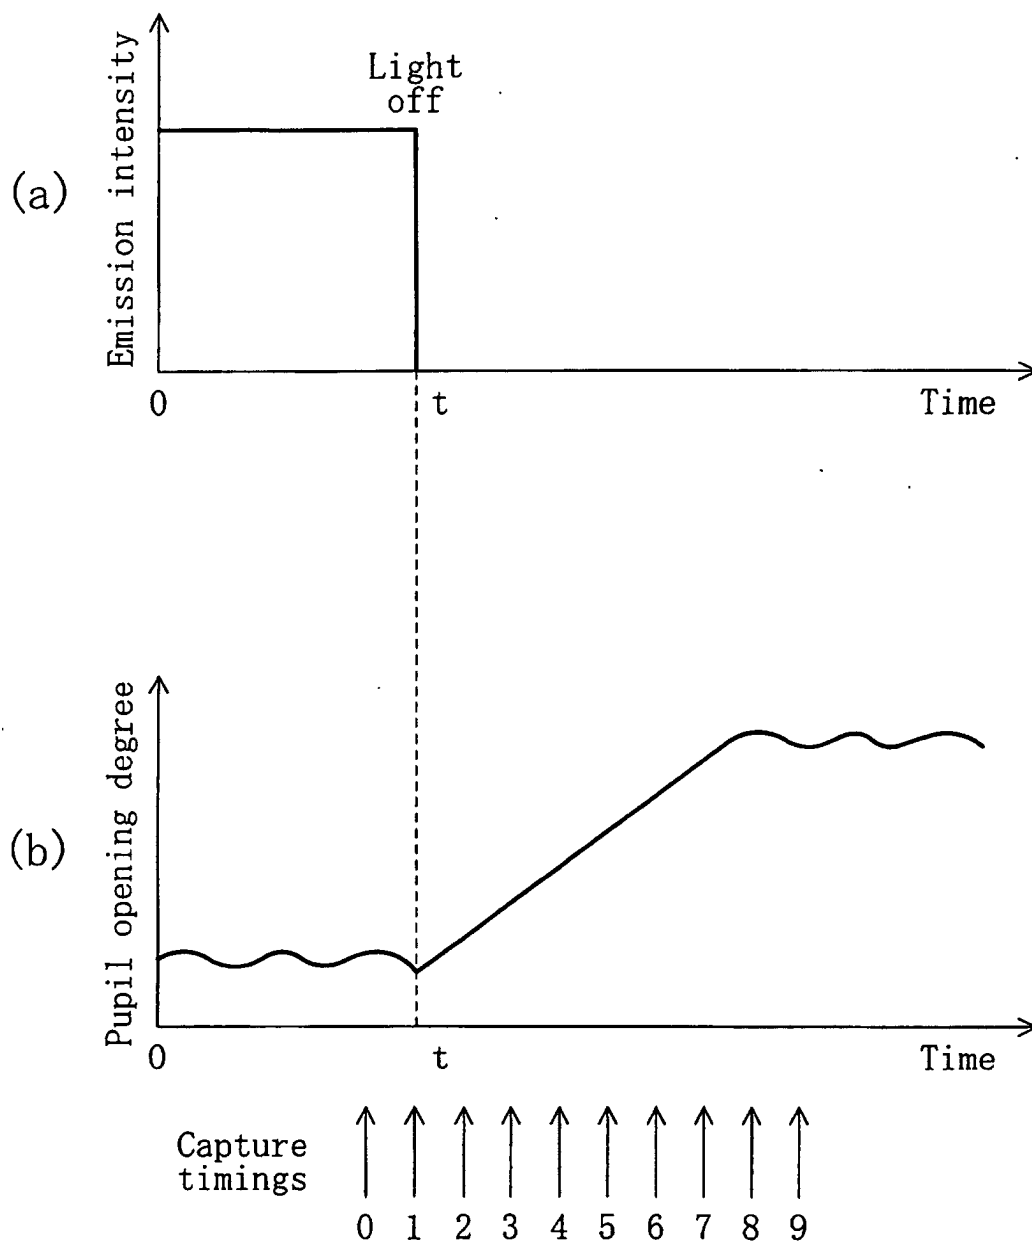 (a)
Emission intensity
Light
off
0
t
Time
(b)
Pupil opening degree
0
t
Time
Capture
timings
0 1 2 3 4 5 6 7 8 9